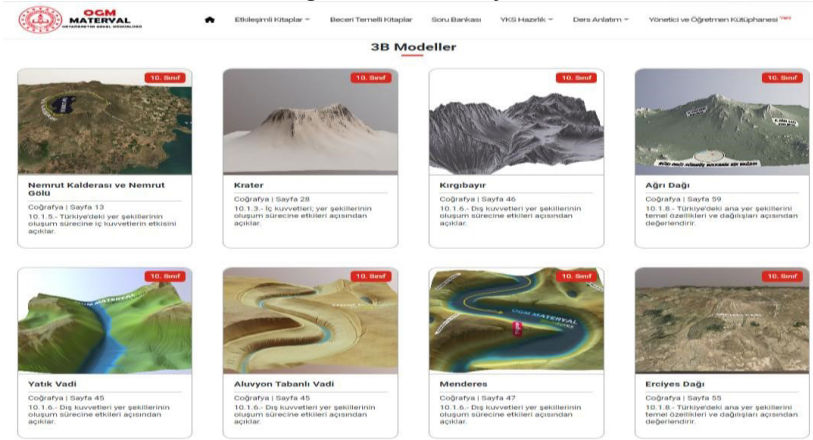 OGM
MATERYAL
ORTAÖĞRETİM GENEL MÜDÜRLÜĞÜ
Etkileşimli Kitaplar
Beceri Temelli Kitaplar
Soru Bankası
YKS Hazırlık
Ders Anlatım
Yönetici ve Öğretmen Kütüphanesi Yeni
3B Modeller
10. Sınıf
10. Sınıf
10. Sınıf
10. Sınıf
Nemrut Kalderası ve Nemrut
Gölü
Coğrafya | Sayfa 13
10.1.5.- Türkiye'deki yer şekillerinin
oluşum sürecine iç kuvvetlerin etkisini
açıklar.
Krater
Coğrafya | Sayfa 28
10.1.3.- İç kuvvetleri; yer şekillerinin
oluşum sürecine etkileri açısından
açıklar.
Kırgıbayır
Coğrafya | Sayfa 46
10.1.6.- Dış kuvvetleri yer şekillerinin
oluşum sürecine etkileri açısından
açıklar.
Ağrı Dağı
Coğrafya | Sayfa 59
10.1.8.- Türkiye'deki ana yer şekillerini
temel özellikleri ve dağılışları açısından
değerlendirir.
10. Sınıf
10. Sınıf
10. Sınıf
10. Sınıf
OGM MATERYAL
Yatık Vadi
Coğrafya | Sayfa 45
10.1.6.- Dış kuvvetleri yer şekillerinin
oluşum sürecine etkileri açısından
açıklar.
Aluvyon Tabanlı Vadi
Coğrafya | Sayfa 45
10.1.6.- Dış kuvvetleri yer şekillerinin
oluşum sürecine etkileri açısından
açıklar.
Menderes
Coğrafya | Sayfa 47
10.1.6.- Dış kuvvetleri yer şekillerinin
oluşum sürecine etkileri açısından
açıklar.
Erciyes Dağı
Coğrafya | Sayfa 55
10.1.8.- Türkiye'deki ana yer şekillerini
temel özellikleri ve dağılışları açısından
değerlendirir.